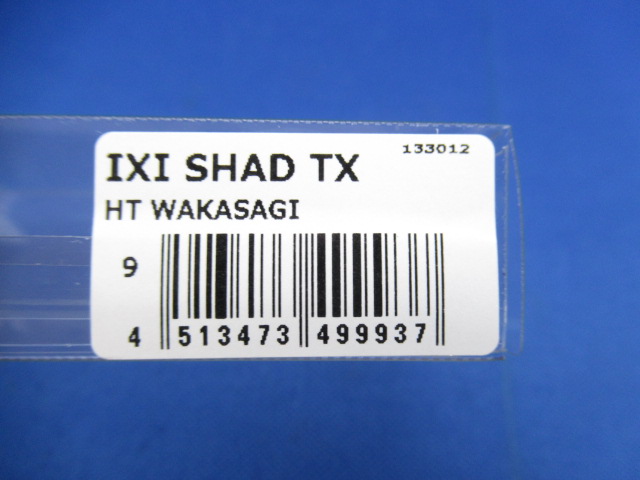 IXI SHAD TX
133012
HT WAKASAGI
9
4 513473 499937